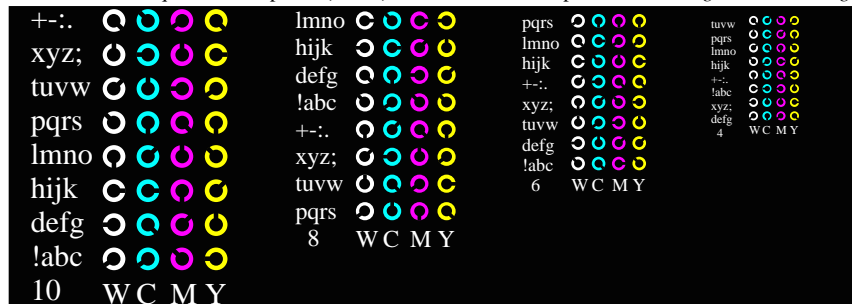 +-:.
xyz;
tuvw
pqrs
lmno
hijk
defg
!abc
10 W C M Y
lmno
hijk
defg
!abc
+-:.
xyz;
tuvw
pqrs
8 W C M Y
pqrs
lmno
hijk
+-:.
xyz;
tuvw
defg
!abc
6 W C M Y
tuvw
pqrs
lmno
hijk
+-:.
!abc
xyz;
defg
4 W C M Y